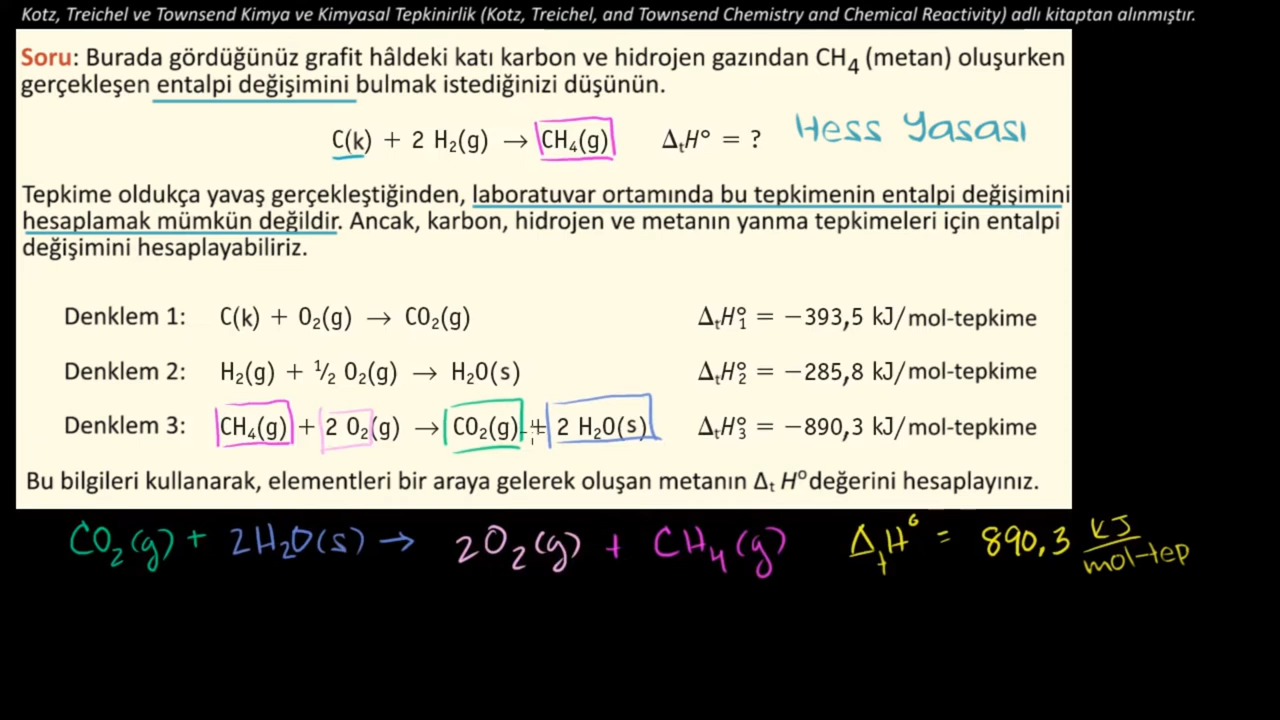 Kotz, Treichel ve Townsend Kimya ve Kimyasal Tepkinirlik (Kotz, Treichel, and Townsend Chemistry and Chemical Reactivity) adlı kitaptan alınmıştır.
Soru: Burada gördüğünüz grafit hâldeki katı karbon ve hidrojen gazından CH₄ (metan) oluşurken
gerçekleşen entalpi değişimini bulmak istediğinizi düşünün.
C(k) + 2 H₂(g) → CH₄(g) ΔₜH° = ? Hess Yasası
Tepkime oldukça yavaş gerçekleştiğinden, laboratuvar ortamında bu tepkimenin entalpi değişimini
hesaplamak mümkün değildir. Ancak, karbon, hidrojen ve metanın yanma tepkimeleri için entalpi
değişimini hesaplayabiliriz.
Denklem 1: C(k) + O₂(g) → CO₂(g) ΔₜH°₁ = −393,5 kJ/mol-tepkime
Denklem 2: H₂(g) + ½ O₂(g) → H₂O(s) ΔₜH°₂ = −285,8 kJ/mol-tepkime
Denklem 3: CH₄(g) + 2 O₂(g) → CO₂(g) + 2 H₂O(s) ΔₜH°₃ = −890,3 kJ/mol-tepkime
Bu bilgileri kullanarak, elementleri bir araya gelerek oluşan metanın Δₜ H° değerini hesaplayınız.
CO₂(g) + 2H₂O(s) → 2O₂(g) + CH₄(g) ΔₜH° = 890,3 kJ/mol-tep